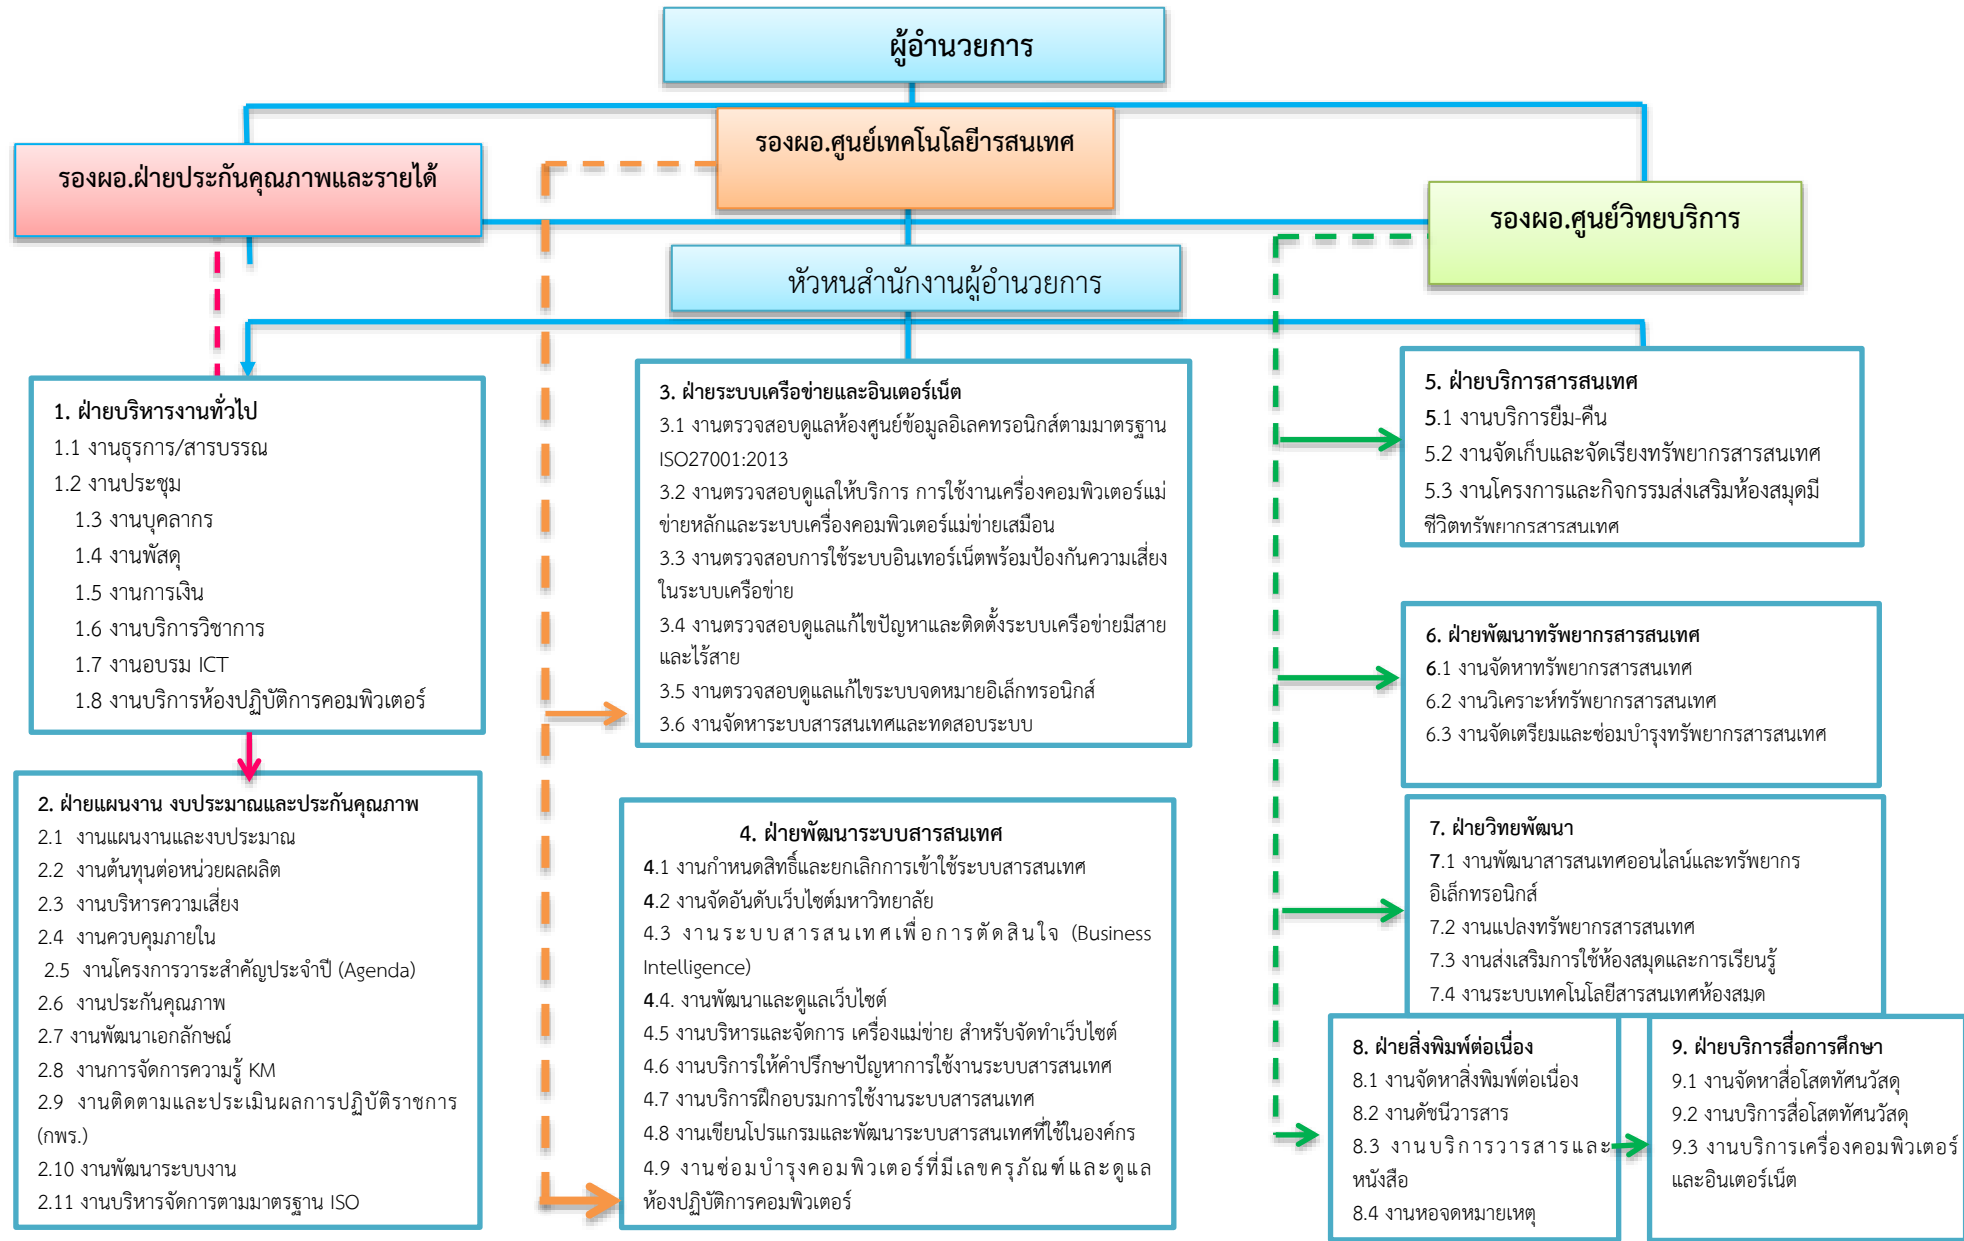 ผู้อำนวยการ
รองผอ.ศูนย์เทคโนโลยีารสนเทศ
รองผอ.ฝ่ายประกันคุณภาพและรายได้
รองผอ.ศูนย์วิทยบริการ
หัวหนสำนักงานผู้อำนวยการ
1. ฝ่ายบริหารงานทั่วไป
1.1 งานธุรการ/สารบรรณ
1.2 งานประชุม
1.3 งานบุคลากร
1.4 งานพัสดุ
1.5 งานการเงิน
1.6 งานบริการวิชาการ
1.7 งานอบรม ICT
1.8 งานบริการห้องปฏิบัติการคอมพิวเตอร์
2. ฝ่ายแผนงาน งบประมาณและประกันคุณภาพ
2.1 งานแผนงานและงบประมาณ
2.2 งานต้นทุนต่อหน่วยผลผลิต
2.3 งานบริหารความเสี่ยง
2.4 งานควบคุมภายใน
2.5 งานโครงการวาระสำคัญประจำปี (Agenda)
2.6 งานประกันคุณภาพ
2.7 งานพัฒนาเอกลักษณ์
2.8 งานการจัดการความรู้ KM
2.9 งานติดตามและประเมินผลการปฏิบัติราชการ
(กพร.)
2.10 งานพัฒนาระบบงาน
2.11 งานบริหารจัดการตามมาตรฐาน ISO
3. ฝ่ายระบบเครือข่ายและอินเตอร์เน็ต
3.1 งานตรวจสอบดูแลห้องศูนย์ข้อมูลอิเลคทรอนิกส์ตามมาตรฐาน
ISO27001:2013
3.2 งานตรวจสอบดูแลให้บริการ การใช้งานเครื่องคอมพิวเตอร์แม่
ข่ายหลักและระบบเครื่องคอมพิวเตอร์แม่ข่ายเสมือน
3.3 งานตรวจสอบการใช้ระบบอินเทอร์เน็ตพร้อมป้องกันความเสี่ยง
ในระบบเครือข่าย
3.4 งานตรวจสอบดูแลแก้ไขปัญหาและติดตั้งระบบเครือข่ายมีสาย
และไร้สาย
3.5 งานตรวจสอบดูแลแก้ไขระบบจดหมายอิเล็กทรอนิกส์
3.6 งานจัดหาระบบสารสนเทศและทดสอบระบบ
4. ฝ่ายพัฒนาระบบสารสนเทศ
4.1 งานกำหนดสิทธิ์และยกเลิกการเข้าใช้ระบบสารสนเทศ
4.2 งานจัดอันดับเว็บไซต์มหาวิทยาลัย
4.3 งานระบบสารสนเทศเพื่อการตัดสินใจ (Business
Intelligence)
4.4. งานพัฒนาและดูแลเว็บไซต์
4.5 งานบริหารและจัดการ เครื่องแม่ข่าย สำหรับจัดทำเว็บไซต์
4.6 งานบริการให้คำปรึกษาปัญหาการใช้งานระบบสารสนเทศ
4.7 งานบริการฝึกอบรมการใช้งานระบบสารสนเทศ
4.8 งานเขียนโปรแกรมและพัฒนาระบบสารสนเทศที่ใช้ในองค์กร
4.9 งานซ่อมบำรุงคอมพิวเตอร์ที่มีเลขครุภัณฑ์และดูแล
ห้องปฏิบัติการคอมพิวเตอร์
5. ฝ่ายบริการสารสนเทศ
5.1 งานบริการยืม-คืน
5.2 งานจัดเก็บและจัดเรียงทรัพยากรสารสนเทศ
5.3 งานโครงการและกิจกรรมส่งเสริมห้องสมุดมี
ชีวิตทรัพยากรสารสนเทศ
6. ฝ่ายพัฒนาทรัพยากรสารสนเทศ
6.1 งานจัดหาทรัพยากรสารสนเทศ
6.2 งานวิเคราะห์ทรัพยากรสารสนเทศ
6.3 งานจัดเตรียมและซ่อมบำรุงทรัพยากรสารสนเทศ
7. ฝ่ายวิทยพัฒนา
7.1 งานพัฒนาสารสนเทศออนไลน์และทรัพยากร
อิเล็กทรอนิกส์
7.2 งานแปลงทรัพยากรสารสนเทศ
7.3 งานส่งเสริมการใช้ห้องสมุดและการเรียนรู้
7.4 งานระบบเทคโนโลยีสารสนเทศห้องสมุด
8. ฝ่ายสิ่งพิมพ์ต่อเนื่อง
8.1 งานจัดหาสิ่งพิมพ์ต่อเนื่อง
8.2 งานดัชนีวารสาร
8.3 งานบริการวารสารและ
หนังสือ
8.4 งานหอจดหมายเหตุ
9. ฝ่ายบริการสื่อการศึกษา
9.1 งานจัดหาสื่อโสตทัศนวัสดุ
9.2 งานบริการสื่อโสตทัศนวัสดุ
9.3 งานบริการเครื่องคอมพิวเตอร์
และอินเตอร์เน็ต